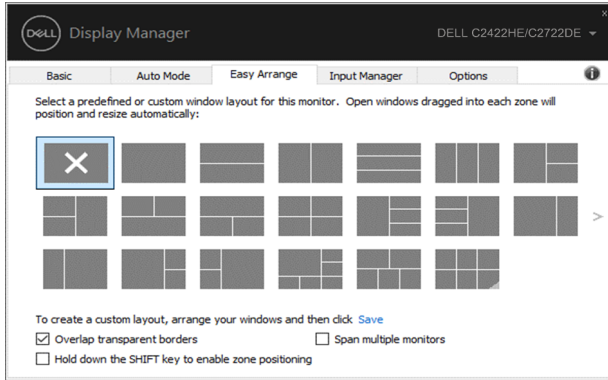 DELL Display Manager DELL C2422HE/C2722DE
Basic Auto Mode Easy Arrange Input Manager Options
Select a predefined or custom window layout for this monitor. Open windows dragged into each zone will
position and resize automatically:
To create a custom layout, arrange your windows and then click Save
Overlap transparent borders Span multiple monitors
Hold down the SHIFT key to enable zone positioning